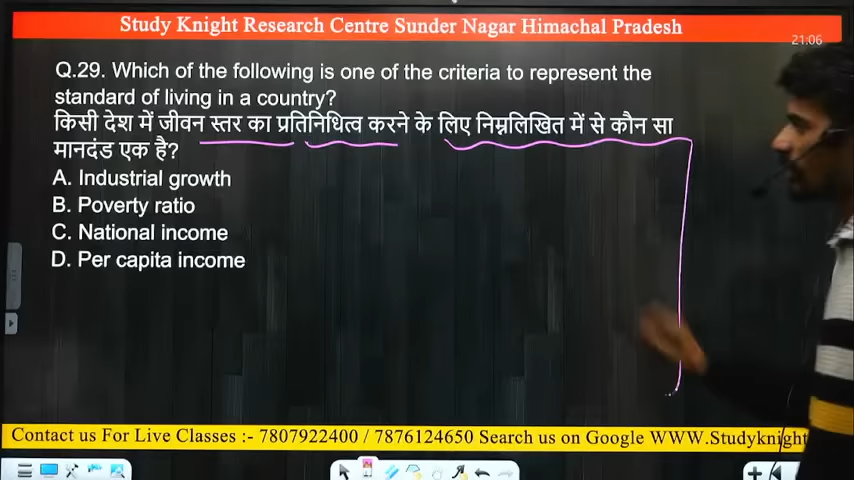 Study Knight Research Centre Sunder Nagar Himachal Pradesh
21:06
Q.29. Which of the following is one of the criteria to represent the
standard of living in a country?
किसी देश में जीवन स्तर का प्रतिनिधित्व करने के लिए निम्नलिखित में से कौन सा
मानदंड एक है?
A. Industrial growth
B. Poverty ratio
C. National income
D. Per capita income
Contact us For Live Classes :- 7807922400 / 7876124650 Search us on Google WWW.Studyknight